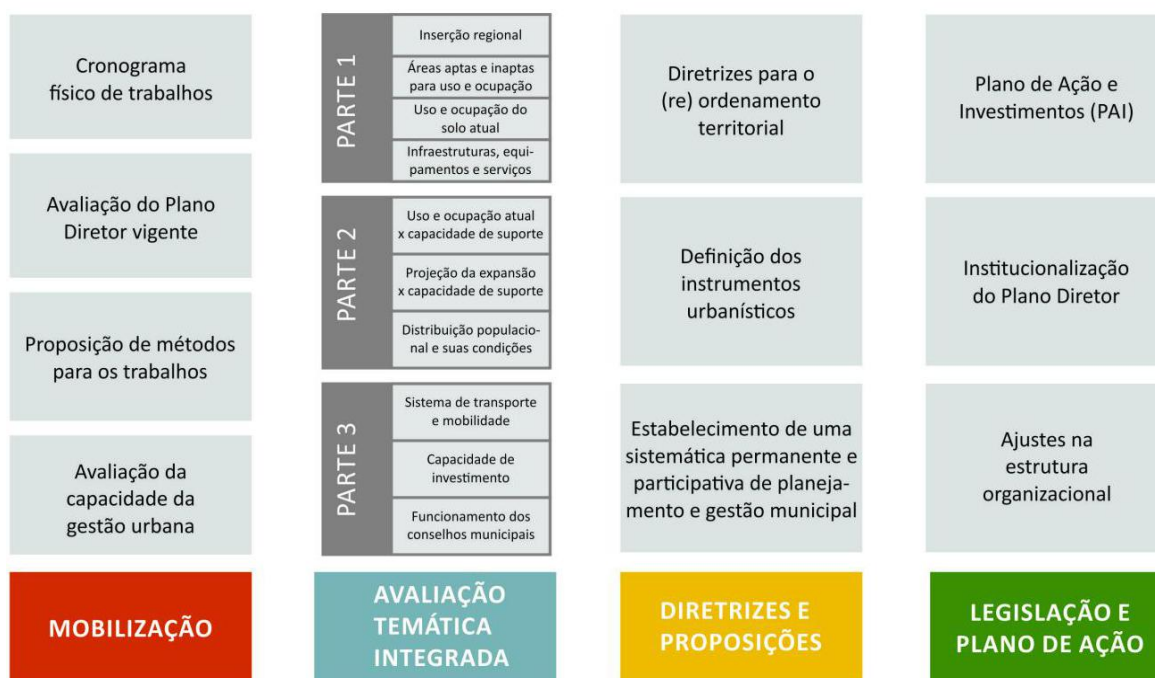 Cronograma
físico de trabalhos
Avaliação do Plano
Diretor vigente
Proposição de métodos
para os trabalhos
Avaliação da
capacidade da
gestão urbana
MOBILIZAÇÃO
PARTE 1
Inserção regional
Áreas aptas e inaptas
para uso e ocupação
Uso e ocupação do
solo atual
Infraestruturas, equi-
pamentos e serviços
PARTE 2
Uso e ocupação atual
x capacidade de suporte
Projeção da expansão
x capacidade de suporte
Distribuição populacio-
nal e suas condições
PARTE 3
Sistema de transporte
e mobilidade
Capacidade de
investimento
Funcionamento dos
conselhos municipais
AVALIAÇÃO
TEMÁTICA
INTEGRADA
Diretrizes para o
(re) ordenamento
territorial
Definição dos
instrumentos
urbanísticos
Estabelecimento de uma
sistemática permanente e
participativa de planeja-
mento e gestão municipal
DIRETRIZES E
PROPOSIÇÕES
Plano de Ação e
Investimentos (PAI)
Institucionalização
do Plano Diretor
Ajustes na
estrutura
organizacional
LEGISLAÇÃO E
PLANO DE AÇÃO